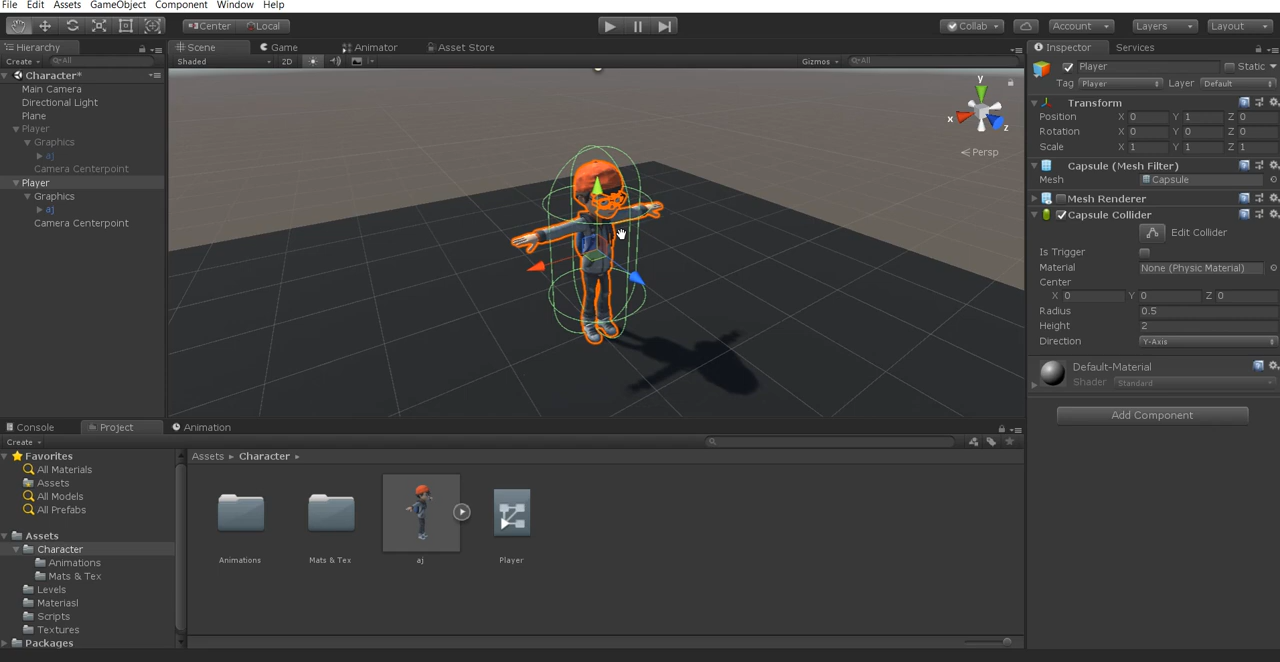 File Edit Assets GameObject Component Window Help
Center Local Collab Account Layers Layout
Hierarchy
Create All
Character*
Main Camera
Directional Light
Plane
Player
Graphics
aj
Camera Centerpoint
Player
Graphics
aj
Camera Centerpoint
Scene Game Animator Asset Store
Shaded 2D Gizmos All
y
x
z
Persp
Inspector Services
Player Static
Tag Player Layer Default
Transform
Position X 0 Y 1 Z 0
Rotation X 0 Y 0 Z 0
Scale X 1 Y 1 Z 1
Capsule (Mesh Filter)
Mesh Capsule
Mesh Renderer
Capsule Collider
Edit Collider
Is Trigger
Material None (Physic Material)
Center
X 0 Y 0 Z 0
Radius 0.5
Height 2
Direction Y-Axis
Default-Material
Shader Standard
Add Component
Console Project Animation
Create
Favorites
All Materials
Assets
All Models
All Prefabs
Assets
Character
Animations
Mats & Tex
Levels
Materiasl
Scripts
Textures
Packages
Assets Character
Animations Mats & Tex aj Player